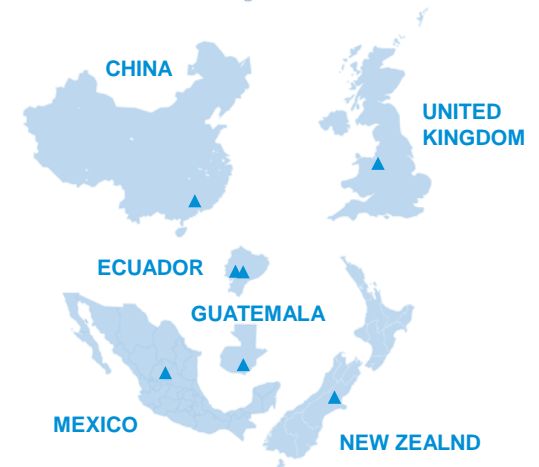 CHINA
UNITED
KINGDOM
ECUADOR
GUATEMALA
MEXICO
NEW ZEALND